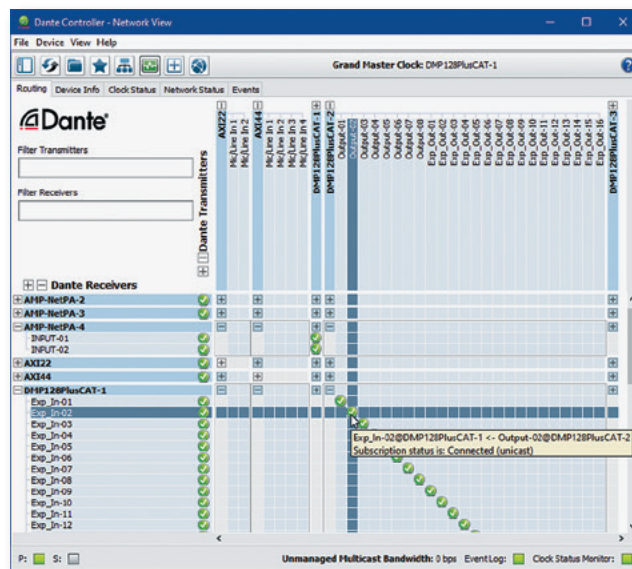 Dante Controller - Network View
File Device View Help
Grand Master Clock: DMP128PlusCAT-1
?
Routing Device Info Clock Status Network Status Events
Dante
Filter Transmitters
Filter Receivers
Dante Transmitters
AXI22
Mic/Line In 1
Mic/Line In 2
AXI44
Mic/Line In 1
Mic/Line In 2
Mic/Line In 3
Mic/Line In 4
DMP128PlusCAT-1
DMP128PlusCAT-2
Output-01
Output-02
Output-03
Output-04
Output-05
Output-06
Output-07
Output-08
Exp_Out-01
Exp_Out-02
Exp_Out-03
Exp_Out-04
Exp_Out-05
Exp_Out-06
Exp_Out-07
Exp_Out-08
Exp_Out-09
Exp_Out-10
Exp_Out-11
Exp_Out-12
Exp_Out-13
Exp_Out-14
Exp_Out-15
Exp_Out-16
DMP128PlusCAT-3
Dante Receivers
AMP-NetPA-2
AMP-NetPA-3
AMP-NetPA-4
INPUT-01
INPUT-02
AXI22
AXI44
DMP128PlusCAT-1
Exp_In-01
Exp_In-02
Exp_In-03
Exp_In-04
Exp_In-05
Exp_In-06
Exp_In-07
Exp_In-08
Exp_In-09
Exp_In-10
Exp_In-11
Exp_In-12
Exp_In-02@DMP128PlusCAT-1 <- Output-02@DMP128PlusCAT-2
Subscription status is: Connected (unicast)
P: S: Unmanaged Multicast Bandwidth: 0 bps Event Log: Clock Status Monitor: